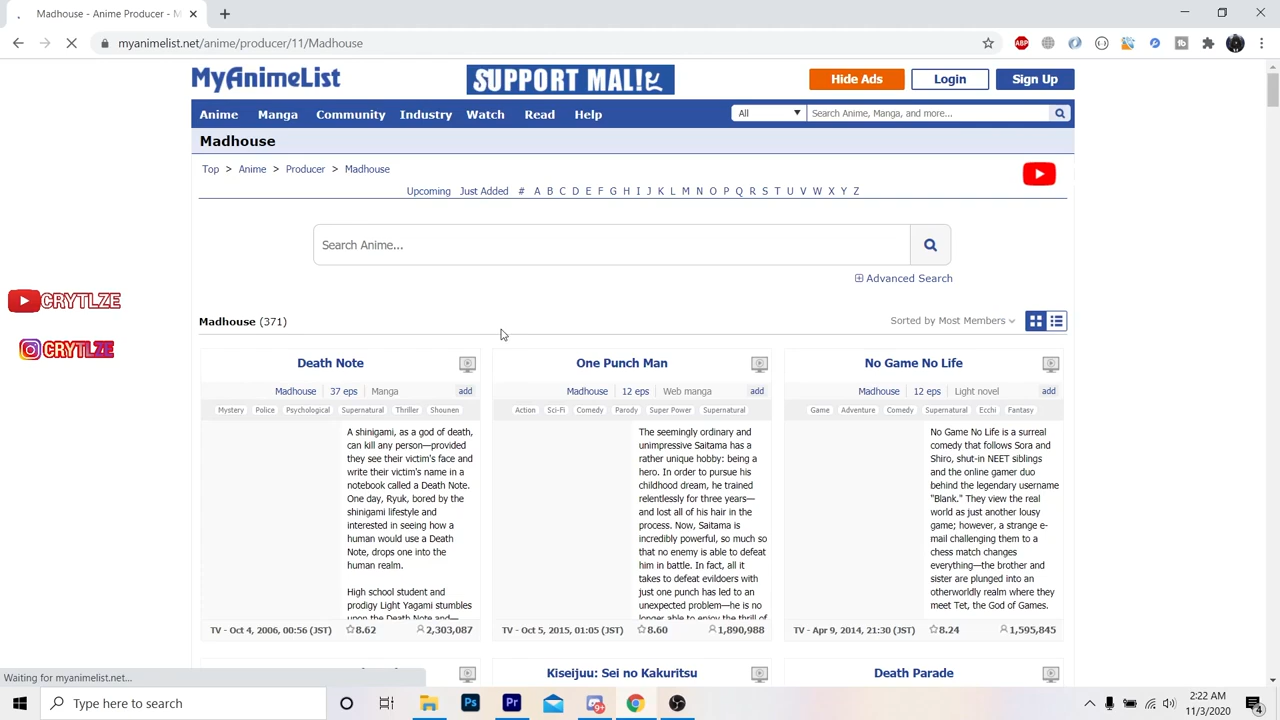 Madhouse - Anime Producer - M
myanimelist.net/anime/producer/11/Madhouse
ABP
MyAnimeList
SUPPORT MAL!
Hide Ads
Login
Sign Up
Anime Manga Community Industry Watch Read Help
All
Search Anime, Manga, and more...
Madhouse
Top > Anime > Producer > Madhouse
Upcoming Just Added # A B C D E F G H I J K L M N O P Q R S T U V W X Y Z
Search Anime...
Advanced Search
CRYTLZE
CRYTLZE
Madhouse (371)
Sorted by Most Members
Death Note
Madhouse 37 eps Manga add
Mystery Police Psychological Supernatural Thriller Shounen
A shinigami, as a god of death,
can kill any person—provided
they see their victim's face and
write their victim's name in a
notebook called a Death Note.
One day, Ryuk, bored by the
shinigami lifestyle and
interested in seeing how a
human would use a Death
Note, drops one into the
human realm.
High school student and
prodigy Light Yagami stumbles
upon the Death Note and—
TV - Oct 4, 2006, 00:56 (JST) 8.62 2,303,087
One Punch Man
Madhouse 12 eps Web manga add
Action Sci-Fi Comedy Parody Super Power Supernatural
The seemingly ordinary and
unimpressive Saitama has a
rather unique hobby: being a
hero. In order to pursue his
childhood dream, he trained
relentlessly for three years—
and lost all of his hair in the
process. Now, Saitama is
incredibly powerful, so much so
that no enemy is able to defeat
him in battle. In fact, all it
takes to defeat evildoers with
just one punch has led to an
unexpected problem—he is no
longer able to enjoy the thrill of
TV - Oct 5, 2015, 01:05 (JST) 8.60 1,890,988
No Game No Life
Madhouse 12 eps Light novel add
Game Adventure Comedy Supernatural Ecchi Fantasy
No Game No Life is a surreal
comedy that follows Sora and
Shiro, shut-in NEET siblings
and the online gamer duo
behind the legendary username
"Blank." They view the real
world as just another lousy
game; however, a strange e-
mail challenging them to a
chess match changes
everything—the brother and
sister are plunged into an
otherworldly realm where they
meet Tet, the God of Games.
TV - Apr 9, 2014, 21:30 (JST) 8.24 1,595,845
Kiseijuu: Sei no Kakuritsu
Death Parade
Waiting for myanimelist.net...
Type here to search
Ps
Pr
2:22 AM
11/3/2020
4